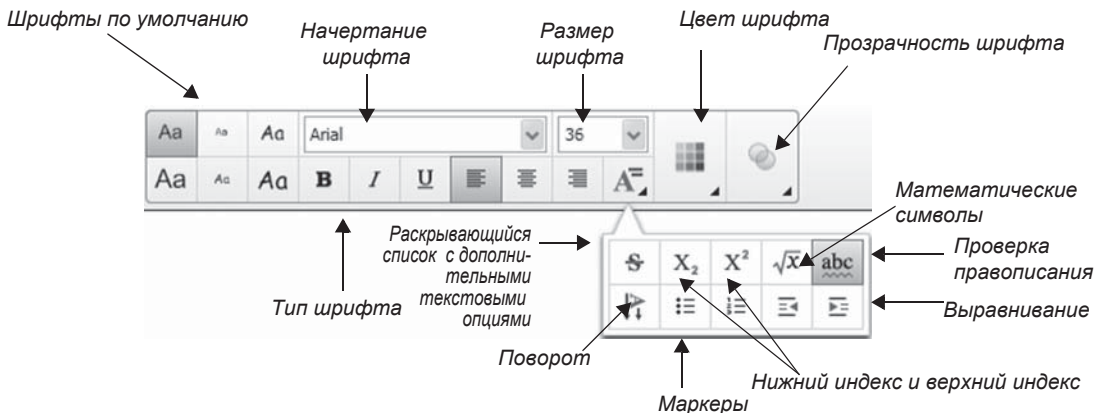 Шрифты по умолчанию
Начертание
шрифта
Размер
шрифта
Цвет шрифта
Прозрачность шрифта
Aa Aa Aa Arial 36
Aa Aa Aa B I U A
Математические
символы
Раскрывающийся
список с дополни-
тельными
текстовыми
опциями
S X₂ X² √x abc
Проверка
правописания
Тип шрифта
Выравнивание
Поворот
Нижний индекс и верхний индекс
Маркеры